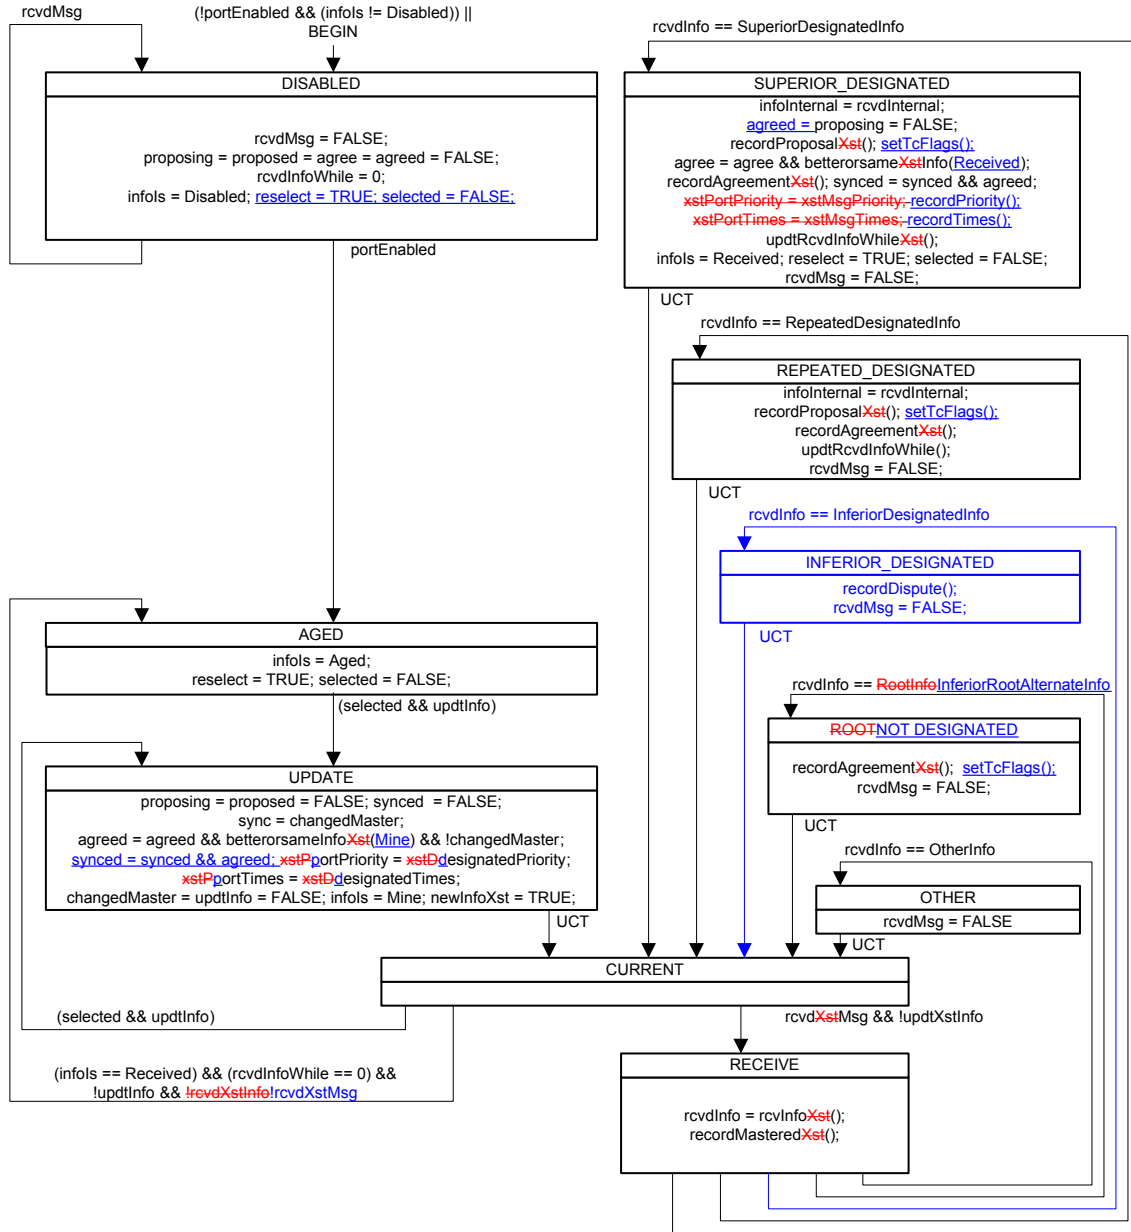 rcvdMsg
(!portEnabled && (infoIs != Disabled)) ||
BEGIN
DISABLED
rcvdMsg = FALSE;
proposing = proposed = agree = agreed = FALSE;
rcvdInfoWhile = 0;
infoIs = Disabled; reselect = TRUE; selected = FALSE;
portEnabled
AGED
infoIs = Aged;
reselect = TRUE; selected = FALSE;
(selected && updtInfo)
UPDATE
proposing = proposed = FALSE; synced  = FALSE;
sync = changedMaster;
agreed = agreed && betterorsameInfoXst(Mine) && !changedMaster;
synced = synced && agreed; xstPportPriority = xstDdesignatedPriority;
xstPportTimes = xstDdesignatedTimes;
changedMaster = updtInfo = FALSE; infoIs = Mine; newInfoXst = TRUE;
UCT
rcvdInfo == SuperiorDesignatedInfo
SUPERIOR_DESIGNATED
infoInternal = rcvdInternal;
agreed = proposing = FALSE;
recordProposalXst(); setTcFlags();
agree = agree && betterorsameXstInfo(Received);
recordAgreementXst(); synced = synced && agreed;
xstPortPriority = xstMsgPriority; recordPriority();
xstPortTimes = xstMsgTimes; recordTimes();
updtRcvdInfoWhileXst();
infoIs = Received; reselect = TRUE; selected = FALSE;
rcvdMsg = FALSE;
UCT
rcvdInfo == RepeatedDesignatedInfo
REPEATED_DESIGNATED
infoInternal = rcvdInternal;
recordProposalXst(); setTcFlags();
recordAgreementXst();
updtRcvdInfoWhile();
rcvdMsg = FALSE;
UCT
rcvdInfo == InferiorDesignatedInfo
INFERIOR_DESIGNATED
recordDispute();
rcvdMsg = FALSE;
UCT
rcvdInfo == RootInfoInferiorRootAlternateInfo
ROOTNOT DESIGNATED
recordAgreementXst();  setTcFlags();
rcvdMsg = FALSE;
UCT
rcvdInfo == OtherInfo
OTHER
rcvdMsg = FALSE
UCT
CURRENT
(selected && updtInfo)
rcvdXstMsg && !updtXstInfo
(infoIs == Received) && (rcvdInfoWhile == 0) &&
!updtInfo && !rcvdXstInfo!rcvdXstMsg
RECEIVE
rcvdInfo = rcvInfoXst();
recordMasteredXst();